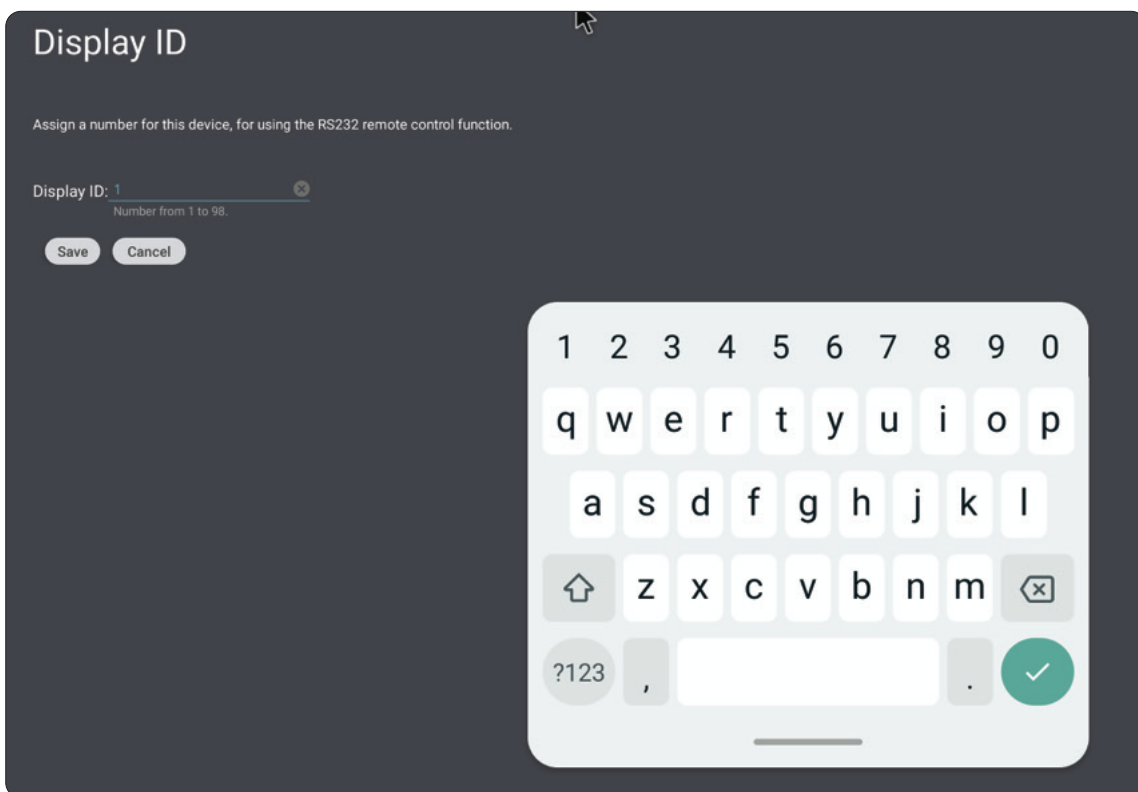 Display ID
Assign a number for this device, for using the RS232 remote control function.
Display ID: 1
Number from 1 to 98.
Save Cancel
1 2 3 4 5 6 7 8 9 0
q w e r t y u i o p
a s d f g h j k l
z x c v b n m
?123 , .